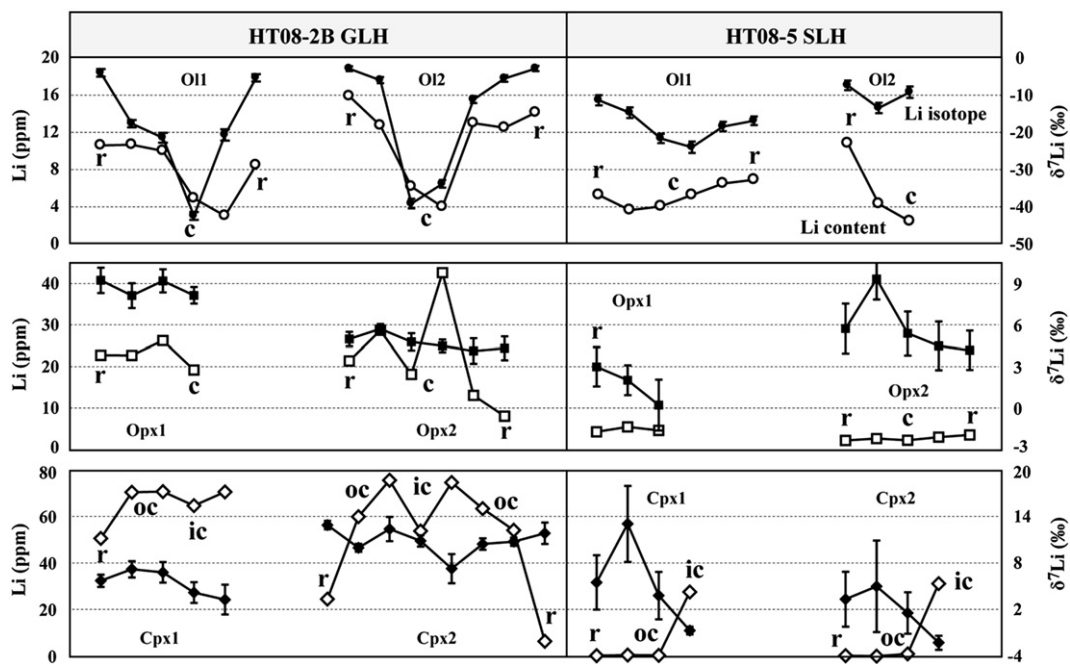 HT08-2B GLH
HT08-5 SLH
Li (ppm)
20
16
12
8
4
0
Ol1
r
c
r
Ol2
r
c
r
Ol1
r
c
r
Ol2
r
c
Li isotope
Li content
0
-10
-20
-30
-40
-50
δ⁷Li (‰)
Li (ppm)
40
30
20
10
0
r
c
Opx1
r
c
r
Opx2
Opx1
r
Opx2
r
c
r
9
6
3
0
-3
δ⁷Li (‰)
Li (ppm)
80
60
40
20
0
r
oc
ic
Cpx1
r
oc
ic
oc
r
Cpx2
Cpx1
r
oc
ic
Cpx2
r
oc
ic
20
14
8
2
-4
δ⁷Li (‰)